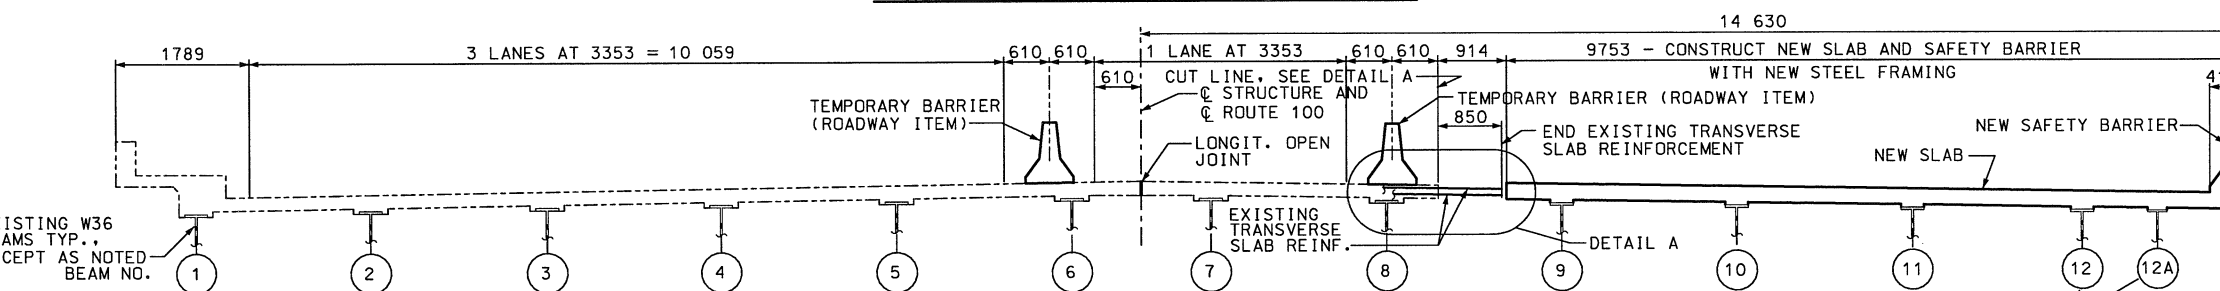 14 630
1789
3 LANES AT 3353 = 10 059
610
610
1 LANE AT 3353
610
610
914
9753 - CONSTRUCT NEW SLAB AND SAFETY BARRIER
WITH NEW STEEL FRAMING
610
CUT LINE, SEE DETAIL A
℄ STRUCTURE AND
℄ ROUTE 100
TEMPORARY BARRIER
(ROADWAY ITEM)
TEMPORARY BARRIER (ROADWAY ITEM)
850
LONGIT. OPEN
JOINT
END EXISTING TRANSVERSE
SLAB REINFORCEMENT
NEW SAFETY BARRIER
NEW SLAB
EXISTING
TRANSVERSE
SLAB REINF.
DETAIL A
ISTING W36
AMS TYP.,
CEPT AS NOTED
BEAM NO.
1
2
3
4
5
6
7
8
9
10
11
12
12A